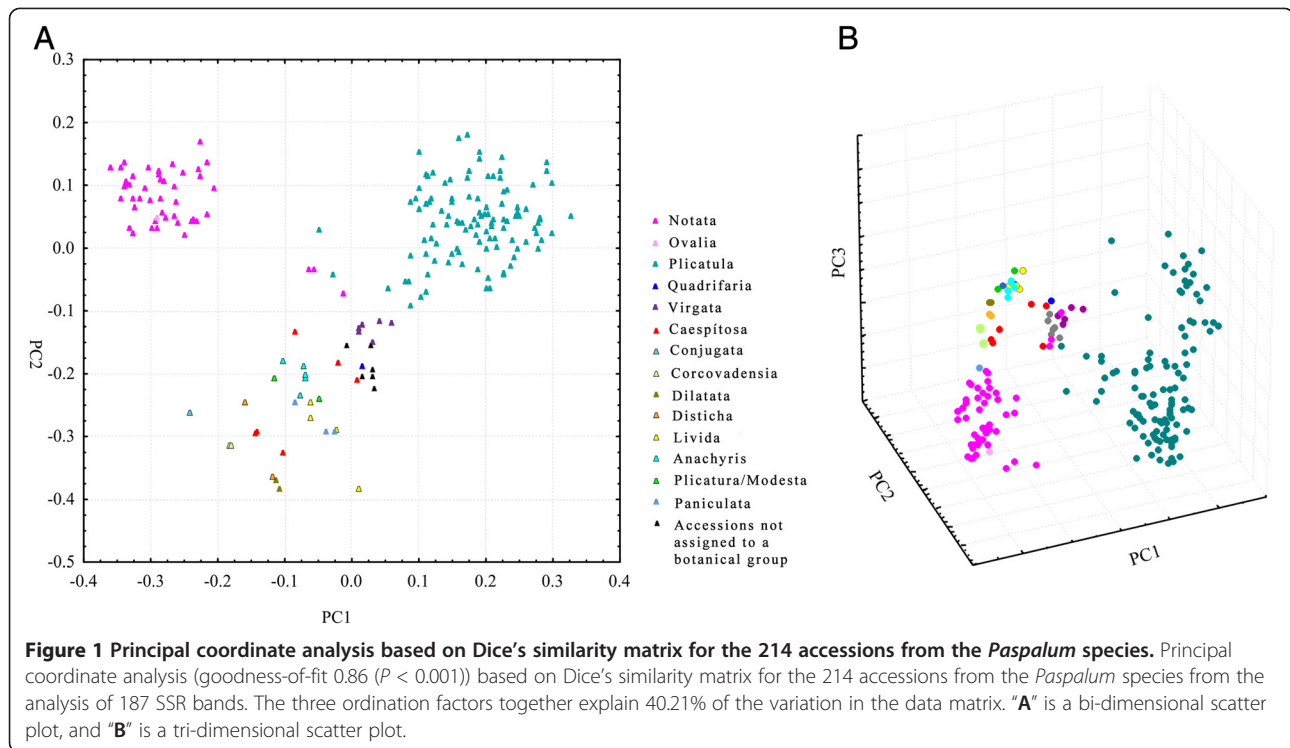 A
B
0.3
0.2
0.1
0.0
-0.1
-0.2
-0.3
-0.4
-0.5
PC2
-0.4
-0.3
-0.2
-0.1
0.0
0.1
0.2
0.3
0.4
PC1
Notata
Ovalia
Plicatula
Quadrifaria
Virgata
Caespítosa
Conjugata
Corcovadensia
Dilatata
Disticha
Livida
Anachyris
Plicatura/Modesta
Paniculata
Accessions not
assigned to a
botanical group
PC3
PC2
PC1
Figure 1 Principal coordinate analysis based on Dice's similarity matrix for the 214 accessions from the Paspalum species. Principal
coordinate analysis (goodness-of-fit 0.86 (P < 0.001)) based on Dice's similarity matrix for the 214 accessions from the Paspalum species from the
analysis of 187 SSR bands. The three ordination factors together explain 40.21% of the variation in the data matrix. "A" is a bi-dimensional scatter
plot, and "B" is a tri-dimensional scatter plot.